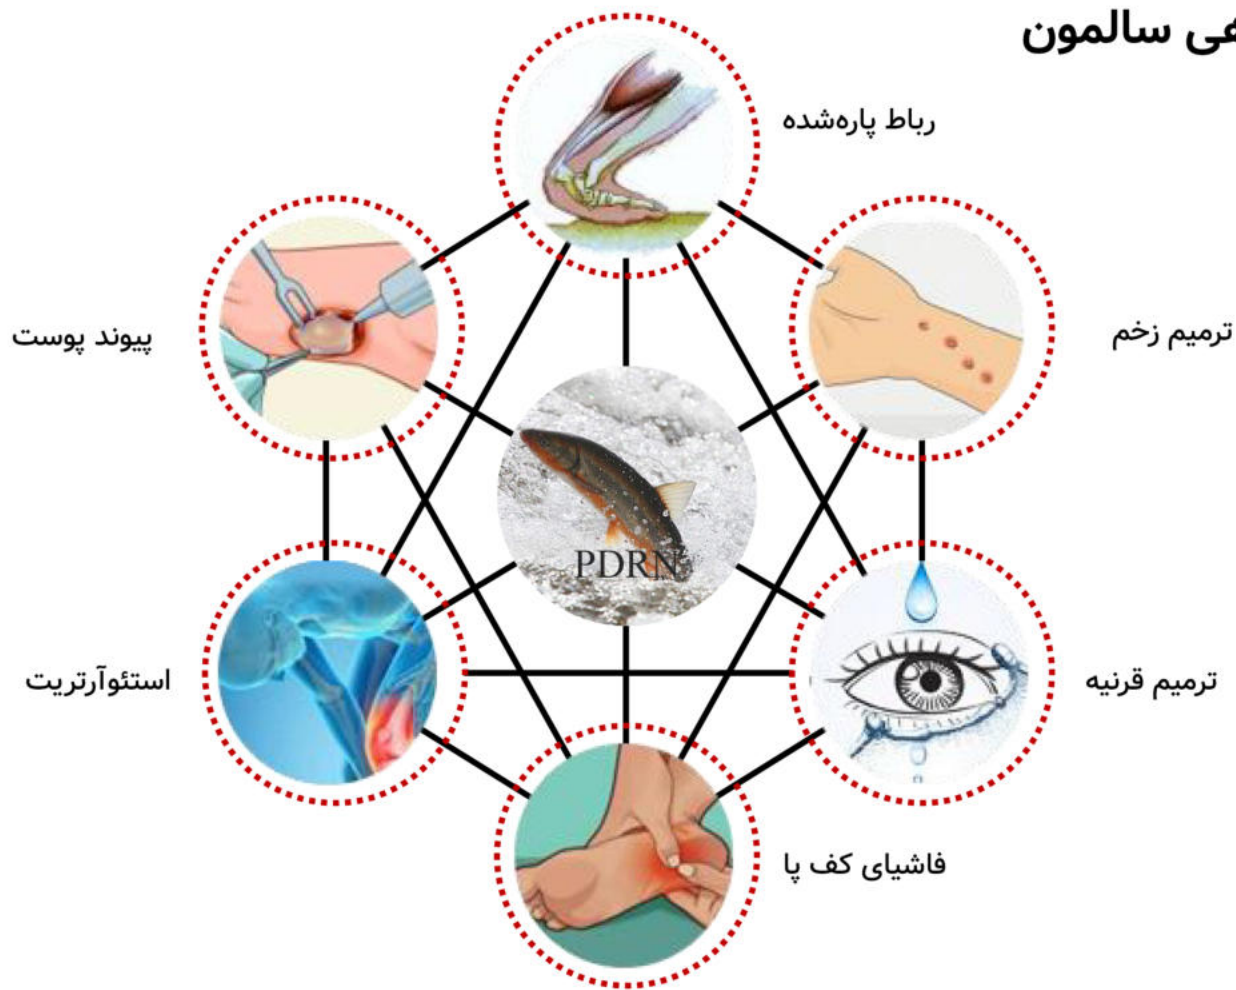 سالمون
رباط پاره‌شده
پیوند پوست
ترمیم زخم
PDRN
استئوآرتریت
ترمیم قرنیه
فاشیای کف پا